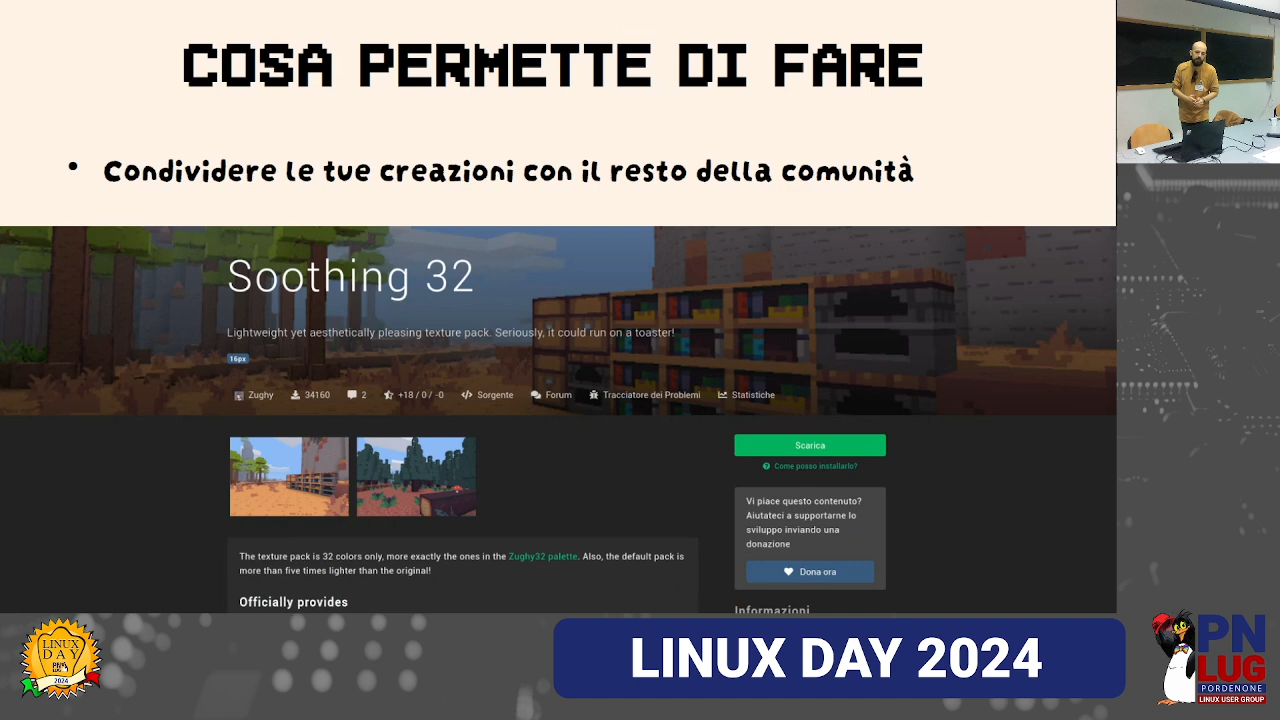 COSA PERMETTE DI FARE
• Condividere le tue creazioni con il resto della comunità
Soothing 32
Lightweight yet aesthetically pleasing texture pack. Seriously, it could run on a toaster!
16px
Zughy 34160 2 +18 / 0 / -0 Sorgente Forum Tracciatore dei Problemi Statistiche
Scarica
Come posso installarlo?
Vi piace questo contenuto?
Aiutateci a supportarne lo
sviluppo inviando una
donazione
Dona ora
Informazioni
The texture pack is 32 colors only, more exactly the ones in the Zughy32 palette. Also, the default pack is
more than five times lighter than the original!
Officially provides
LINUX
DAY
2024
LINUX DAY 2024
PN
LUG
PORDENONE
LINUX USER GROUP